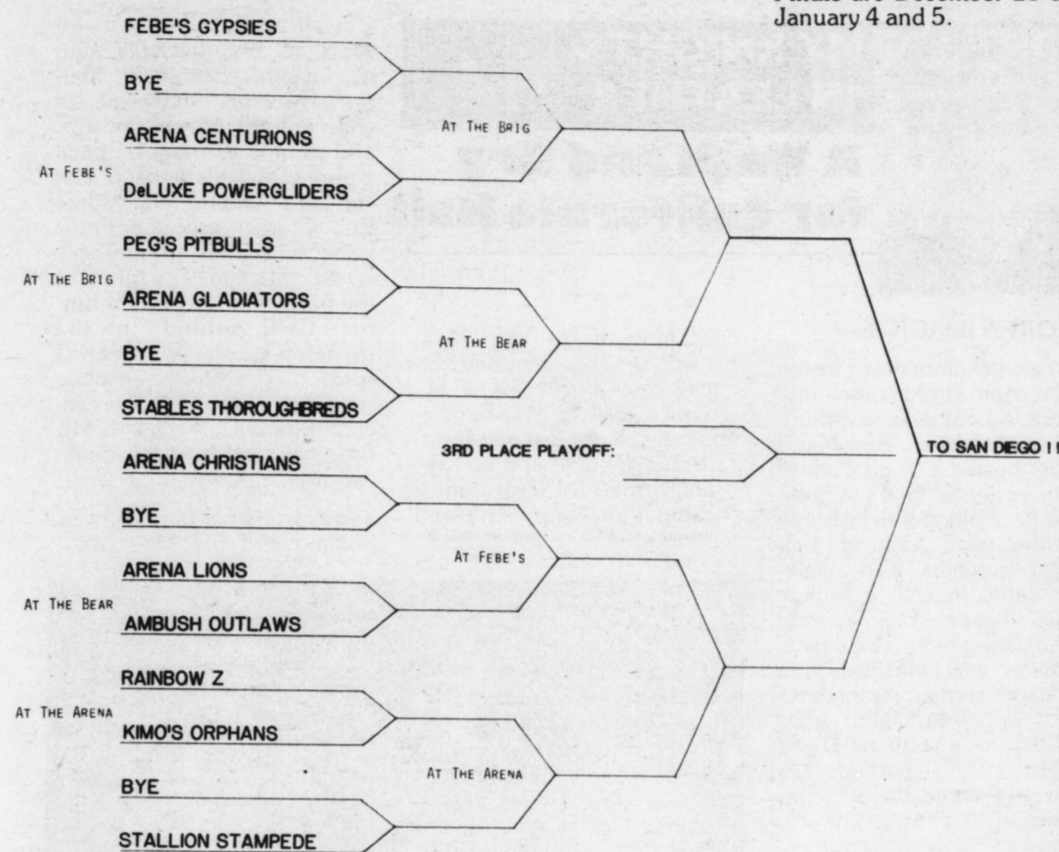 January 4 and 5.
FEBE'S GYPSIES
BYE
AT THE BRIG
ARENA CENTURIONS
AT FEBE'S
DeLUXE POWERGLIDERS
PEG'S PITBULLS
AT THE BRIG
ARENA GLADIATORS
AT THE BEAR
BYE
STABLES THOROUGHBREDS
3RD PLACE PLAYOFF:
TO SAN DIEGO !!
ARENA CHRISTIANS
BYE
AT FEBE'S
ARENA LIONS
AT THE BEAR
AMBUSH OUTLAWS
RAINBOW Z
AT THE ARENA
KIMO'S ORPHANS
AT THE ARENA
BYE
STALLION STAMPEDE